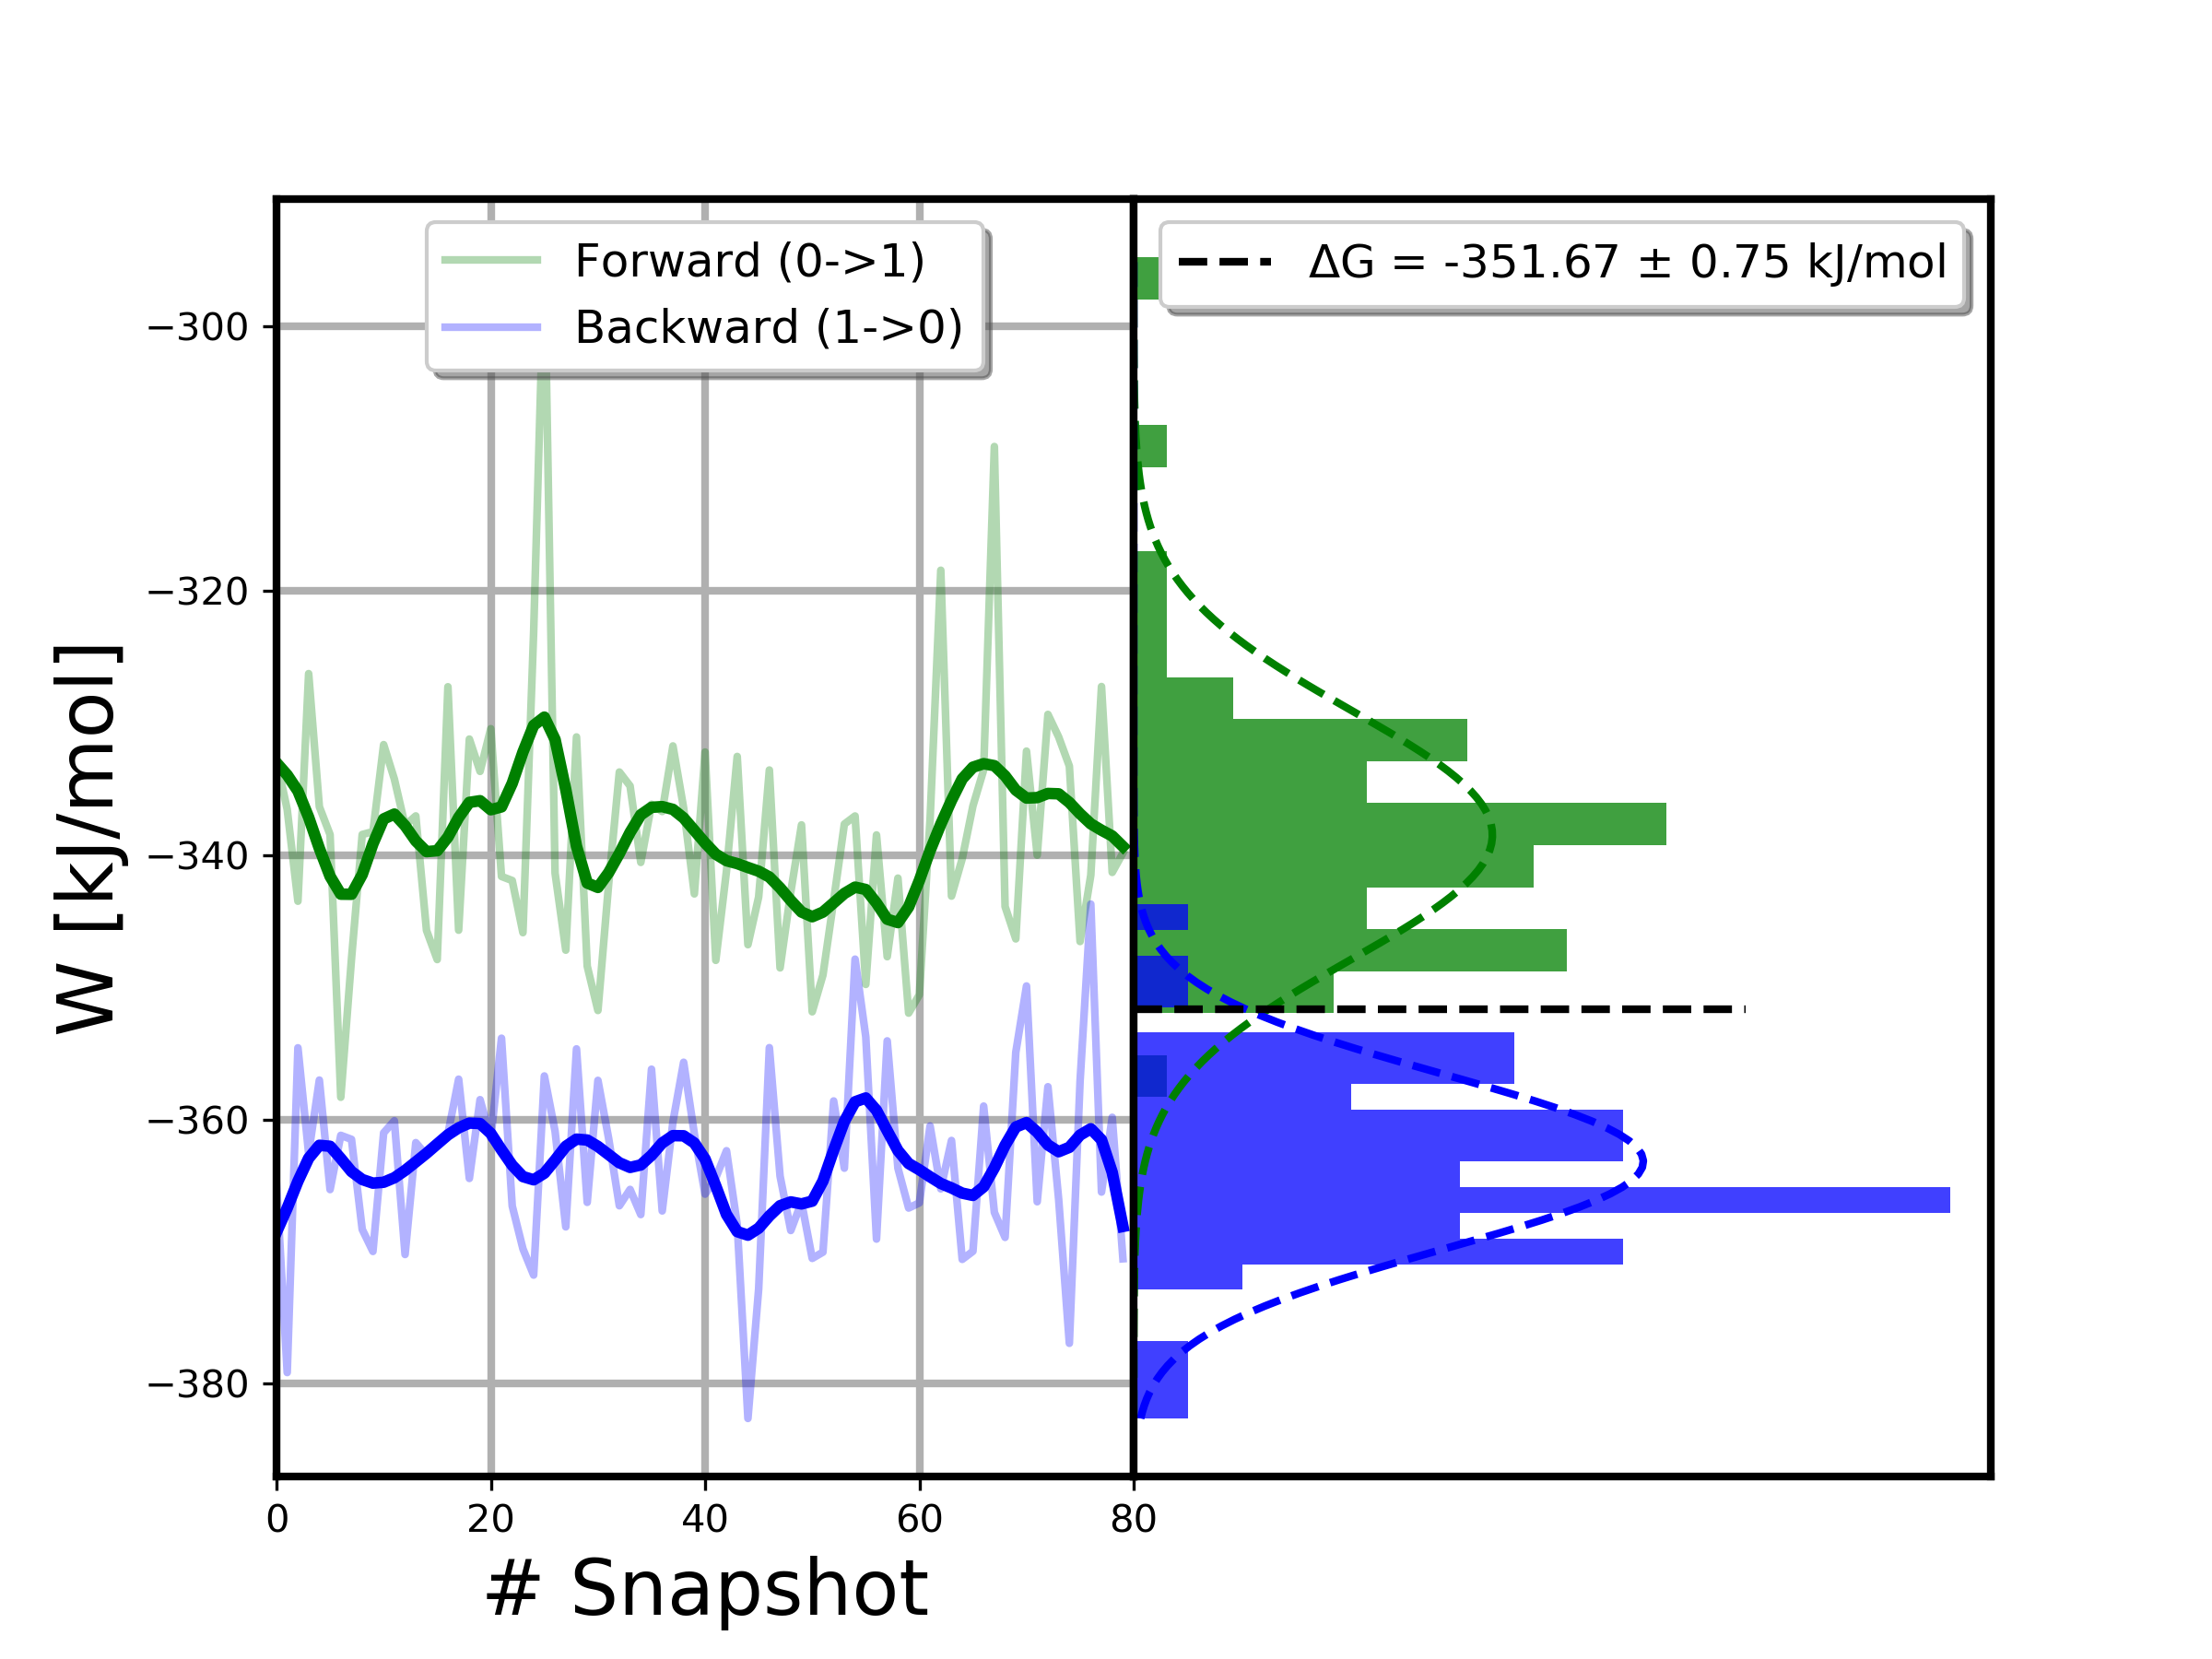 Forward (0->1)
Backward (1->0)
ΔG = -351.67 ± 0.75 kJ/mol
−300
−320
−340
−360
−380
W [kJ/mol]
0 20 40 60 80
# Snapshot